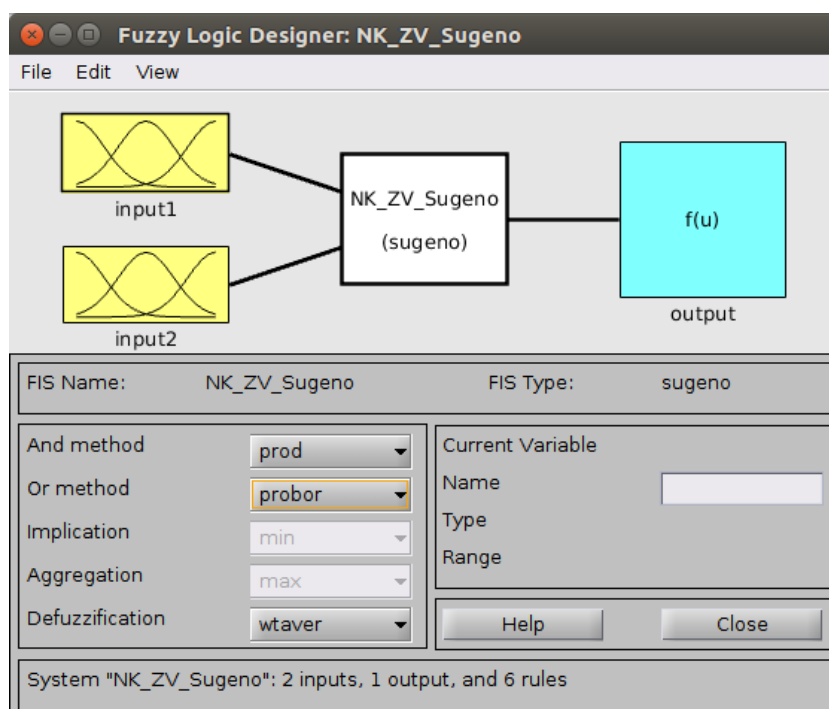 Fuzzy Logic Designer: NK_ZV_Sugeno
File Edit View
input1
input2
NK_ZV_Sugeno
(sugeno)
f(u)
output
FIS Name: NK_ZV_Sugeno FIS Type: sugeno
And method prod
Or method probor
Implication min
Aggregation max
Defuzzification wtaver
Current Variable
Name
Type
Range
Help Close
System "NK_ZV_Sugeno": 2 inputs, 1 output, and 6 rules